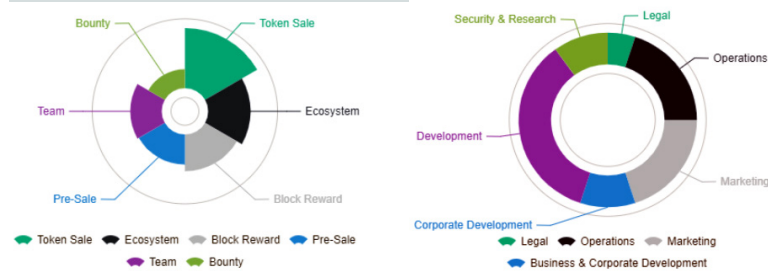 Bounty
Token Sale
Team
Ecosystem
Pre-Sale
Block Reward
Token Sale Ecosystem Block Reward Pre-Sale
Team Bounty
Security & Research
Legal
Operations
Development
Marketing
Corporate Development
Legal Operations Marketing
Business & Corporate Development